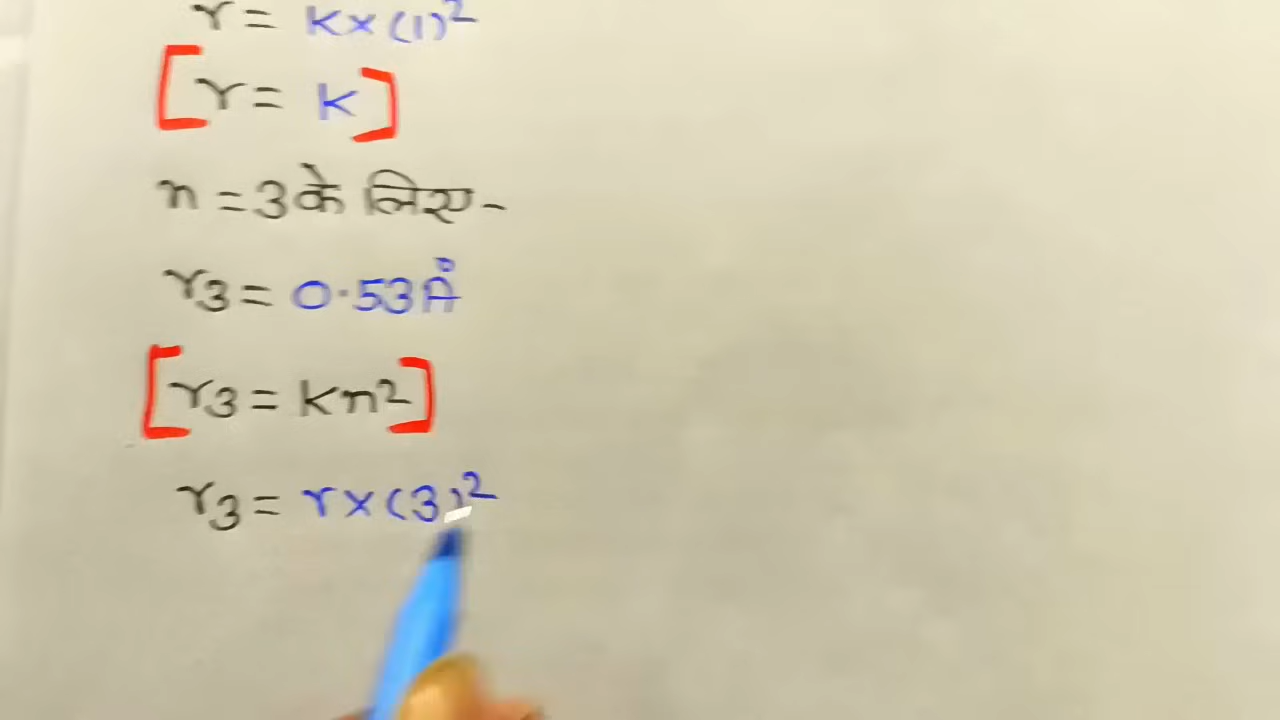 r = K×(1)²
[r = K]
n = 3 के लिए-
r₃ = 0.53Å
[r₃ = Kn²]
r₃ = r×(3)²